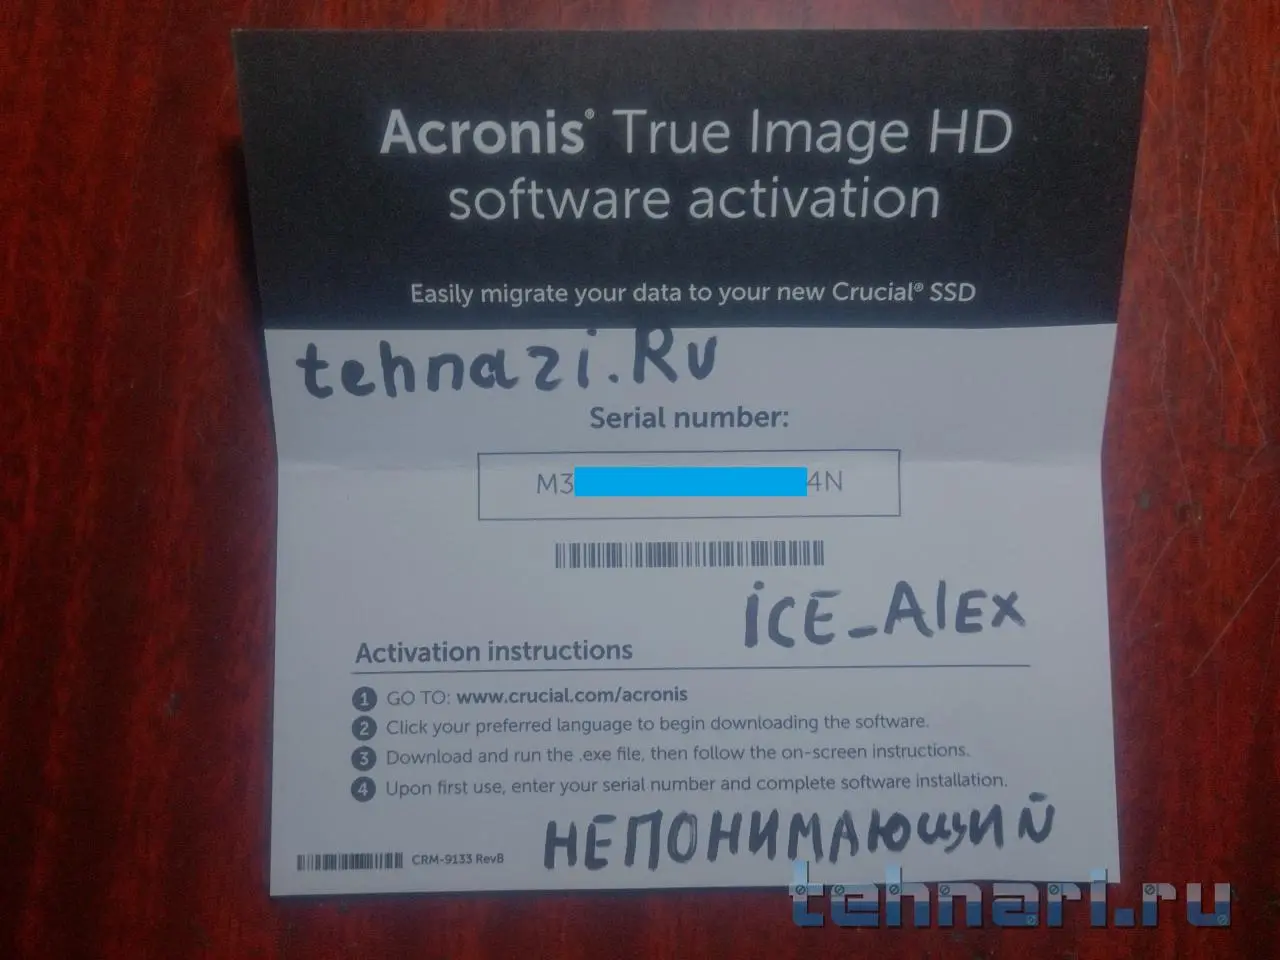 Acronis® True Image HD
software activation
Easily migrate your data to your new Crucial® SSD
tehnazi.Ru
Serial number:
M3 4N
iCE_AlEx
Activation instructions
1 GO TO: www.crucial.com/acronis
2 Click your preferred language to begin downloading the software.
3 Download and run the .exe file, then follow the on-screen instructions.
4 Upon first use, enter your serial number and complete software installation.
НЕПОНИМАЮщИЙ
CRM-9133 RevB
tehnari.ru